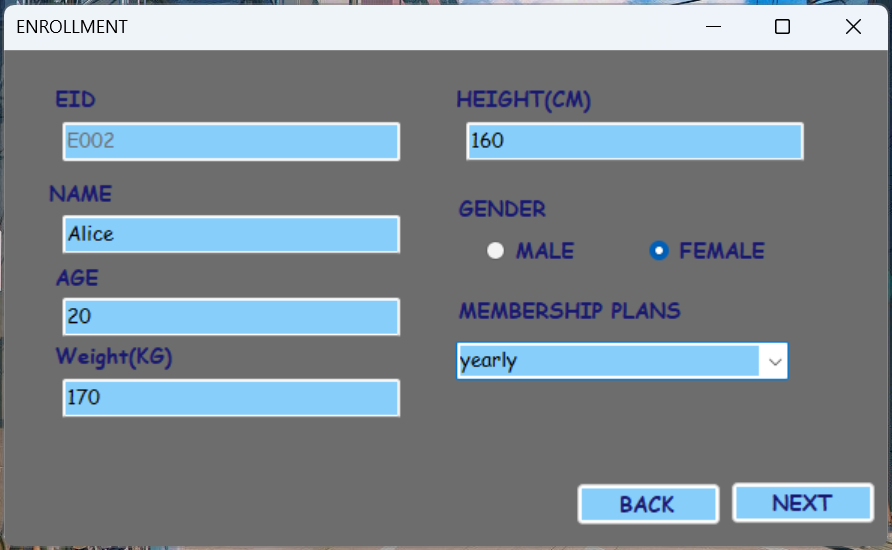 ENROLLMENT
EID
E002
NAME
Alice
AGE
20
Weight(KG)
170
HEIGHT(CM)
160
GENDER
MALE FEMALE
MEMBERSHIP PLANS
yearly
BACK NEXT